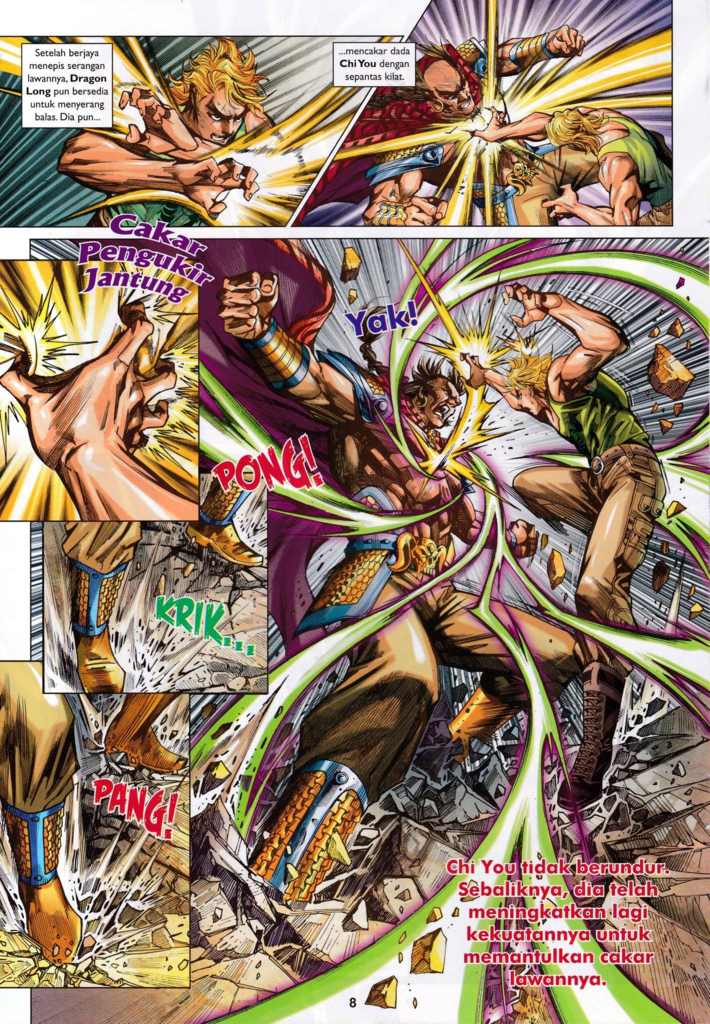 Setelah berjaya
menepis serangan
lawannya, Dragon
Long pun bersedia
untuk menyerang
balas. Dia pun...
...mencakar dada
Chi You dengan
sepantas kilat.
Cakar
Pengukir
Jantung
Yak!
PONG!
KRIK...
PANG!
Chi You tidak berundur.
Sebaliknya, dia telah
meningkatkan lagi
kekuatannya untuk
memantulkan cakar
lawannya.
8